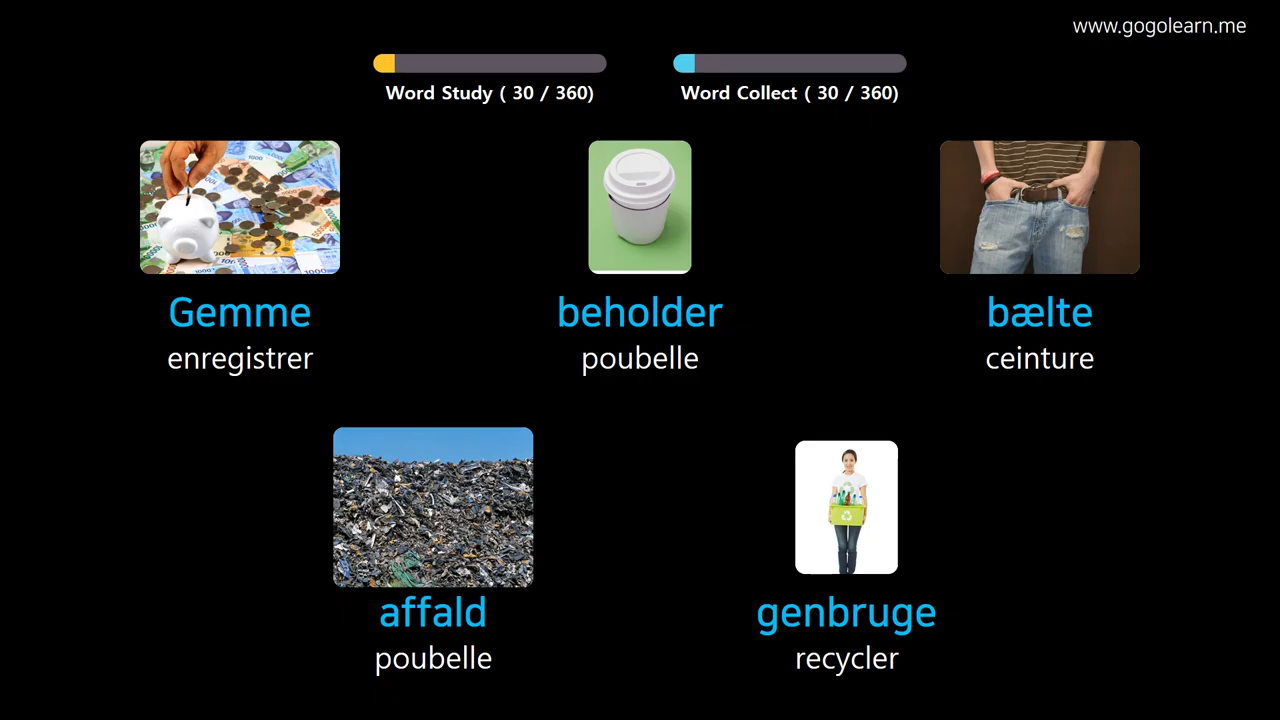 www.gogolearn.me
Word Study ( 30 / 360)
Word Collect ( 30 / 360)
Gemme
enregistrer
beholder
poubelle
bælte
ceinture
affald
poubelle
genbruge
recycler